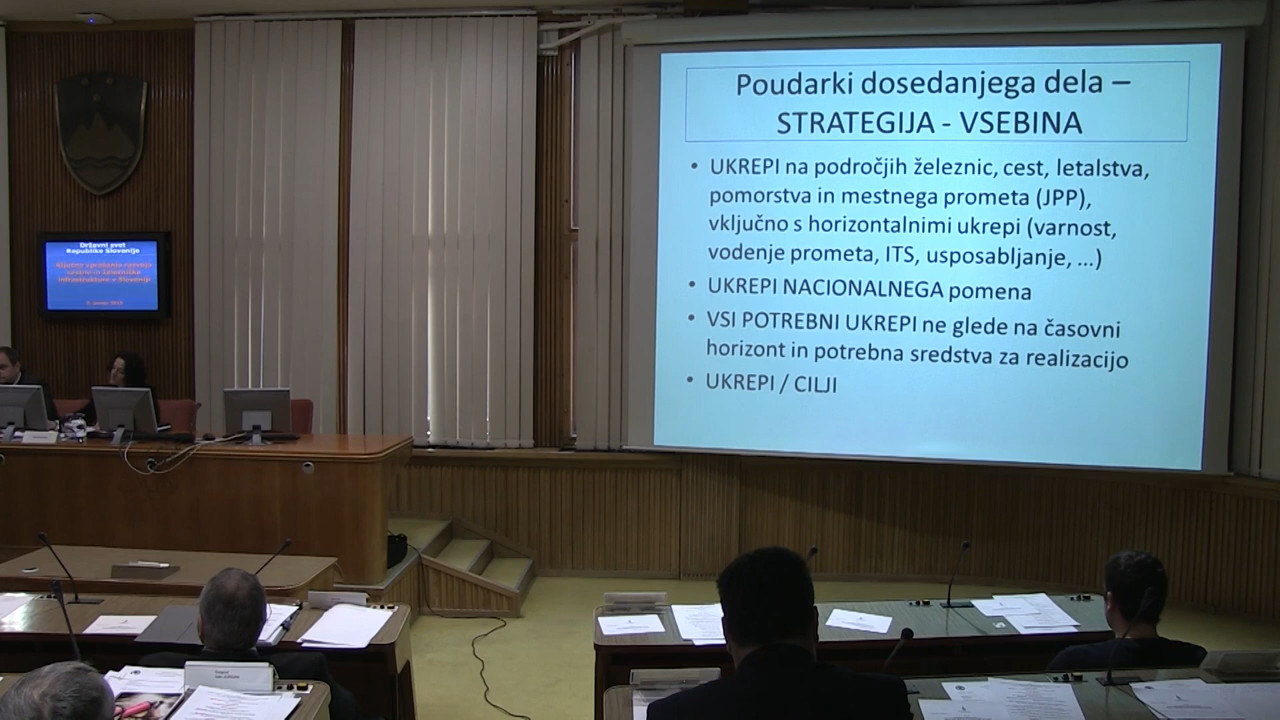 Poudarki dosedanjega dela –
STRATEGIJA - VSEBINA
• UKREPI na področjih železnic, cest, letalstva,
pomorstva in mestnega prometa (JPP),
vključno s horizontalnimi ukrepi (varnost,
vodenje prometa, ITS, usposabljanje, ...)
• UKREPI NACIONALNEGA pomena
• VSI POTREBNI UKREPI ne glede na časovni
horizont in potrebna sredstva za realizacijo
• UKREPI / CILJI
Državni svet
Republike Slovenije